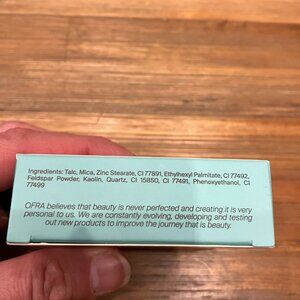 Ingredients: Talc, Mica, Zinc Stearate, CI 77891, Ethylhexyl Palmitate, CI 77492,
Feldspar Powder, Kaolin, Quartz, CI 15850, CI 77491, Phenoxyethanol, CI
77499
OFRA believes that beauty is never perfected and creating it is very
personal to us. We are constantly evolving, developing and testing
out new products to improve the journey that is beauty.